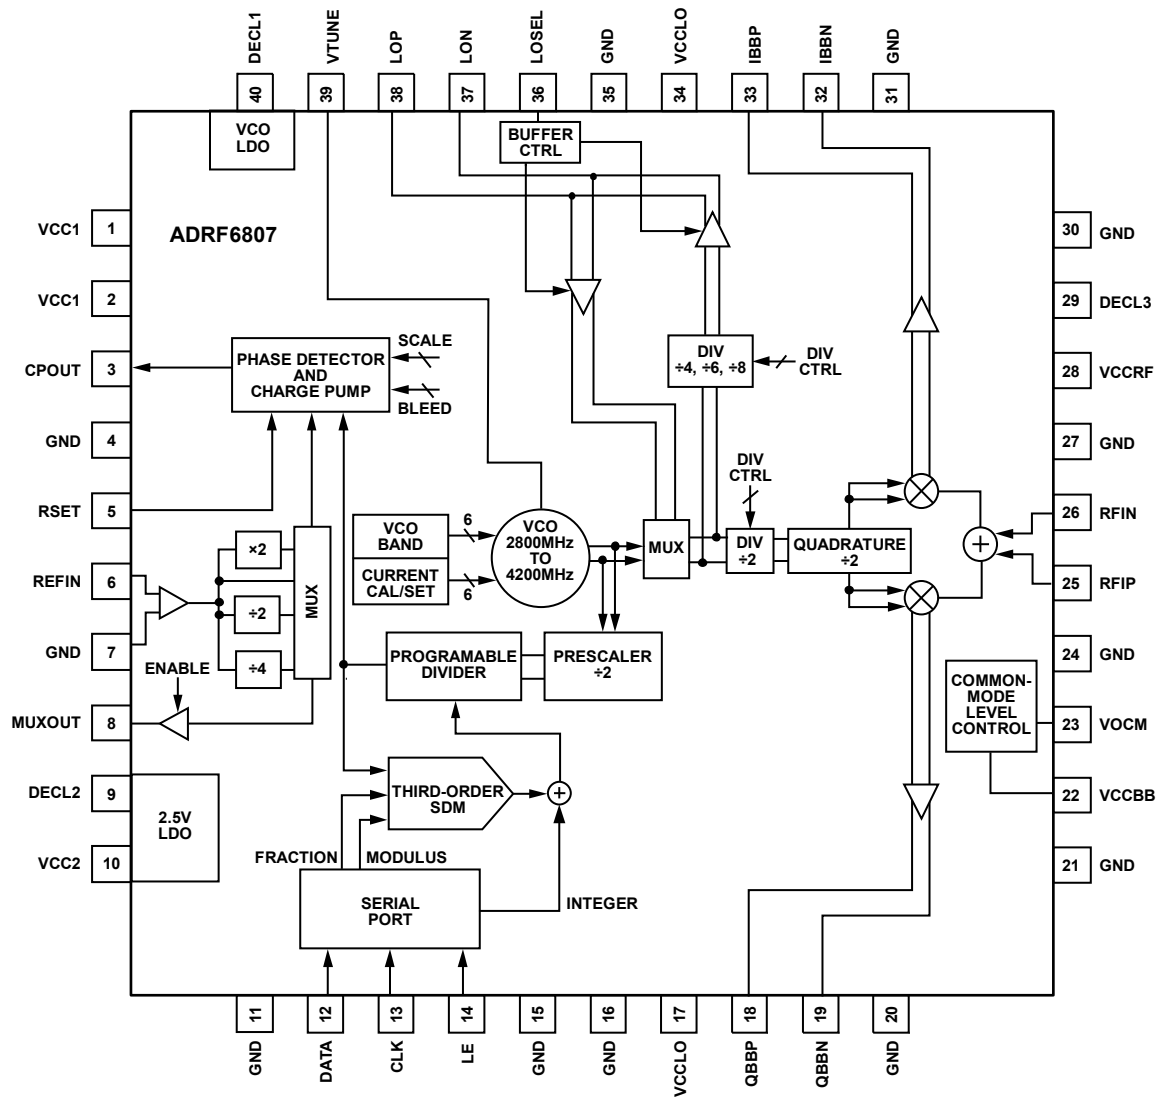 DECL1
VTUNE
LOP
LON
LOSEL
GND
VCCLO
IBBP
IBBN
GND
40
39
38
37
36
35
34
33
32
31
VCO
LDO
BUFFER
CTRL
ADRF6807
VCC1
1
VCC1
2
CPOUT
3
GND
4
RSET
5
REFIN
6
GND
7
MUXOUT
8
DECL2
9
VCC2
10
30
GND
29
DECL3
28
VCCRF
27
GND
26
RFIN
25
RFIP
24
GND
23
VOCM
22
VCCBB
21
GND
PHASE DETECTOR
AND
CHARGE PUMP
SCALE
BLEED
DIV
÷4, ÷6, ÷8
DIV
CTRL
DIV
CTRL
VCO
BAND
CURRENT
CAL/SET
6
6
VCO
2800MHz
TO
4200MHz
MUX
DIV
÷2
QUADRATURE
÷2
+
×2
÷2
÷4
MUX
ENABLE
PROGRAMABLE
DIVIDER
PRESCALER
÷2
COMMON-
MODE
LEVEL
CONTROL
THIRD-ORDER
SDM
+
2.5V
LDO
FRACTION
MODULUS
INTEGER
SERIAL
PORT
11
12
13
14
15
16
17
18
19
20
GND
DATA
CLK
LE
GND
GND
VCCLO
QBBP
QBBN
GND